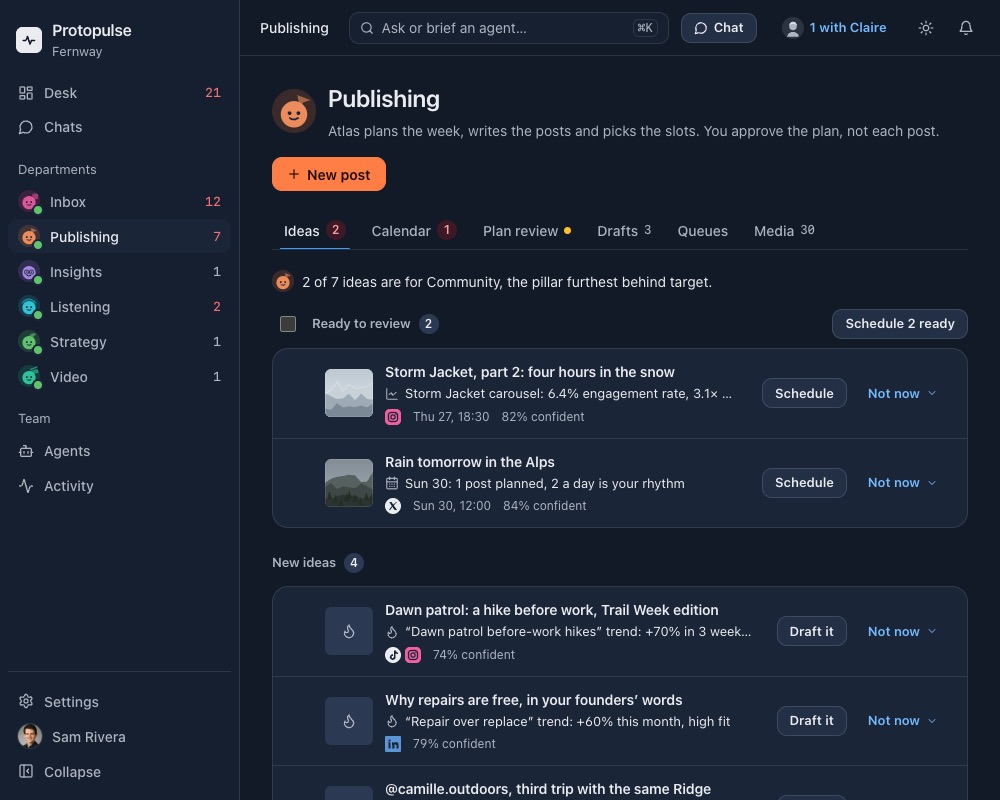 Protopulse
Fernway
Desk 21
Chats
Departments
Inbox 12
Publishing 7
Insights 1
Listening 2
Strategy 1
Video 1
Team
Agents
Activity
Settings
Sam Rivera
Collapse
Publishing
Ask or brief an agent… ⌘K
Chat
1 with Claire
Publishing
Atlas plans the week, writes the posts and picks the slots. You approve the plan, not each post.
+ New post
Ideas 2 Calendar 1 Plan review Drafts 3 Queues Media 30
2 of 7 ideas are for Community, the pillar furthest behind target.
Ready to review 2 Schedule 2 ready
Storm Jacket, part 2: four hours in the snow
Storm Jacket carousel: 6.4% engagement rate, 3.1× …
Thu 27, 18:30 82% confident
Schedule Not now
Rain tomorrow in the Alps
Sun 30: 1 post planned, 2 a day is your rhythm
Sun 30, 12:00 84% confident
Schedule Not now
New ideas 4
Dawn patrol: a hike before work, Trail Week edition
“Dawn patrol before-work hikes” trend: +70% in 3 week…
74% confident
Draft it Not now
Why repairs are free, in your founders’ words
“Repair over replace” trend: +60% this month, high fit
in 79% confident
Draft it Not now
@camille.outdoors, third trip with the same Ridge